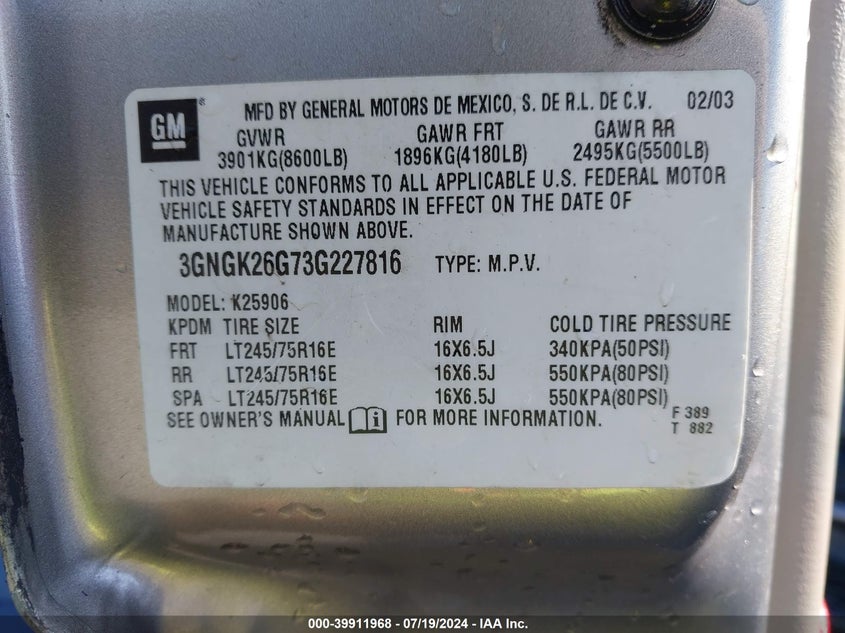 GM ® MFD BY GENERAL MOTORS DE MEXICO, S. DE R.L. DE C.V. 02/03
GVWR GAWR FRT GAWR RR
3901KG(8600LB) 1896KG(4180LB) 2495KG(5500LB)
THIS VEHICLE CONFORMS TO ALL APPLICABLE U.S. FEDERAL MOTOR
VEHICLE SAFETY STANDARDS IN EFFECT ON THE DATE OF
MANUFACTURE SHOWN ABOVE.
3GNGK26G73G227816 TYPE: M.P.V.
MODEL: K25906
KPDM TIRE SIZE RIM COLD TIRE PRESSURE
FRT LT245/75R16E 16X6.5J 340KPA(50PSI)
RR LT245/75R16E 16X6.5J 550KPA(80PSI)
SPA LT245/75R16E 16X6.5J 550KPA(80PSI)
SEE OWNER'S MANUAL i FOR MORE INFORMATION.
F 389
T 882
000-39911968 / 07/19/2024 - IAA Inc.